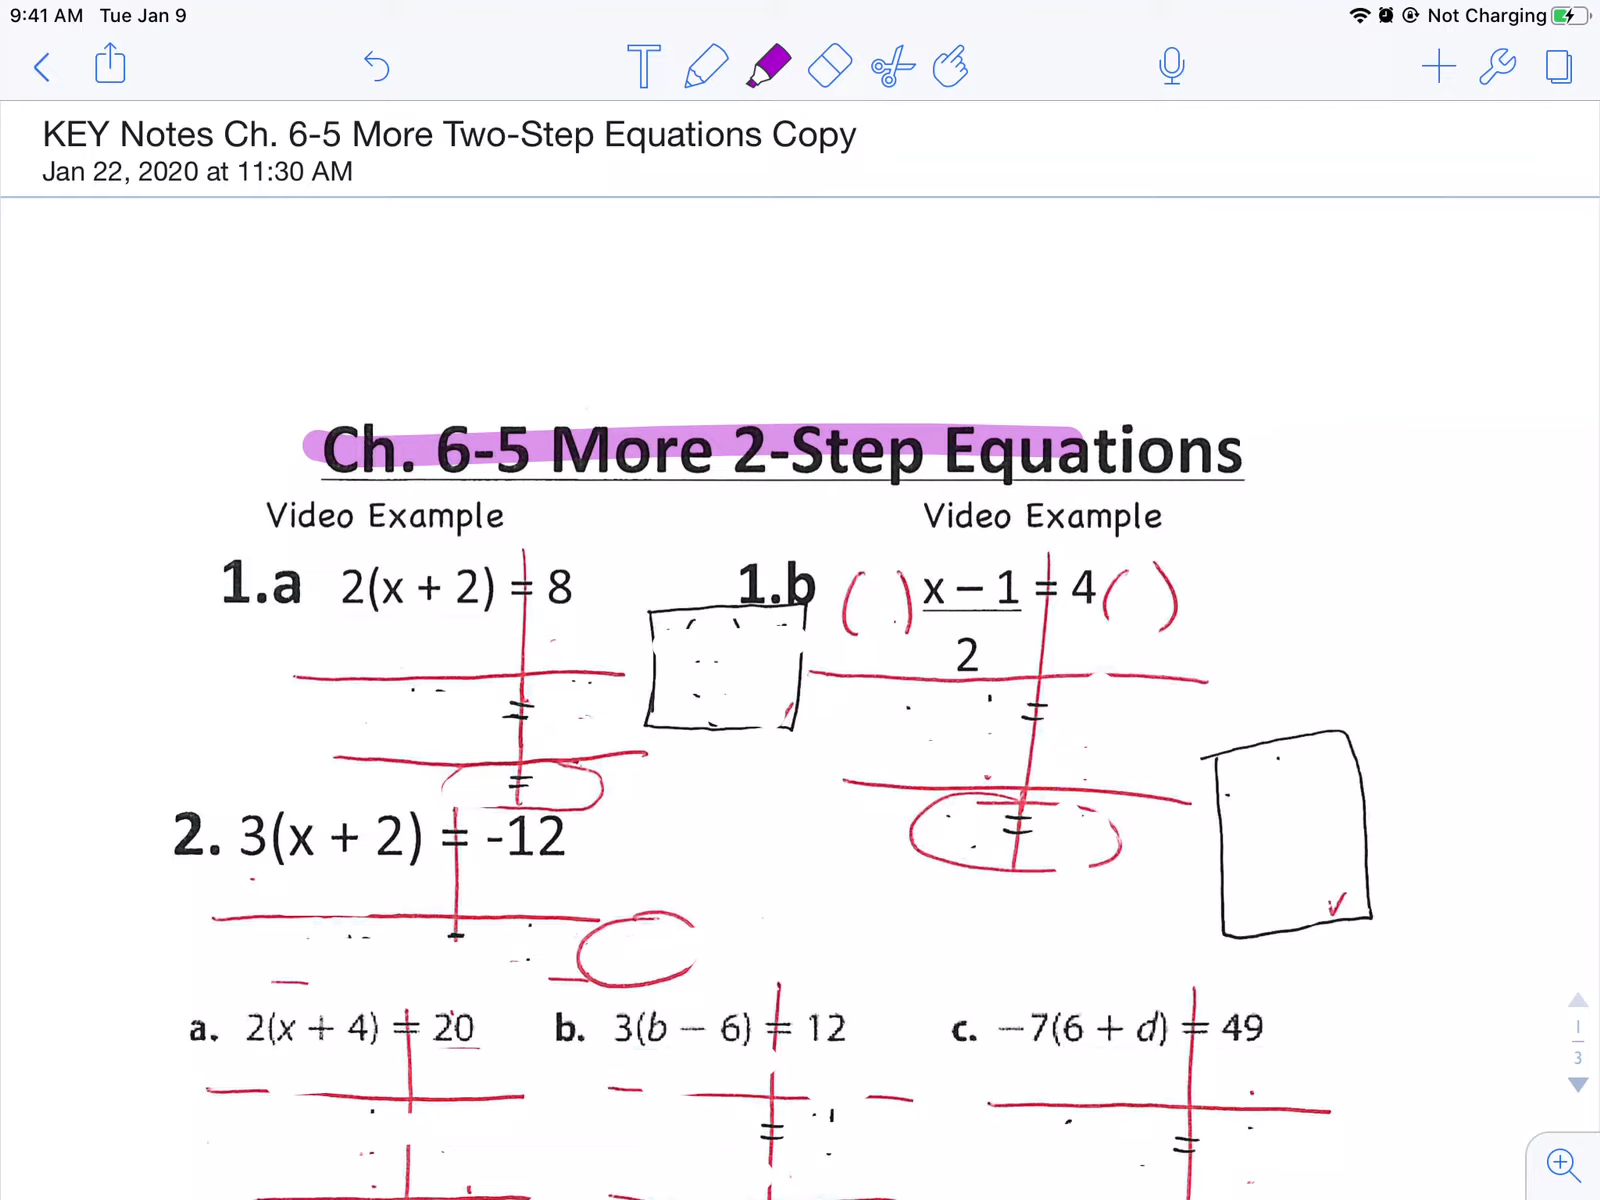 9:41 AM Tue Jan 9 Not Charging
KEY Notes Ch. 6-5 More Two-Step Equations Copy
Jan 22, 2020 at 11:30 AM
Ch. 6-5 More 2-Step Equations
Video Example Video Example
1.a 2(x + 2) = 8 1.b ( ) x – 1 = 4 ( )
2
2. 3(x + 2) = -12
a. 2(x + 4) = 20 b. 3(b − 6) = 12 c. −7(6 + d) = 49
1
3